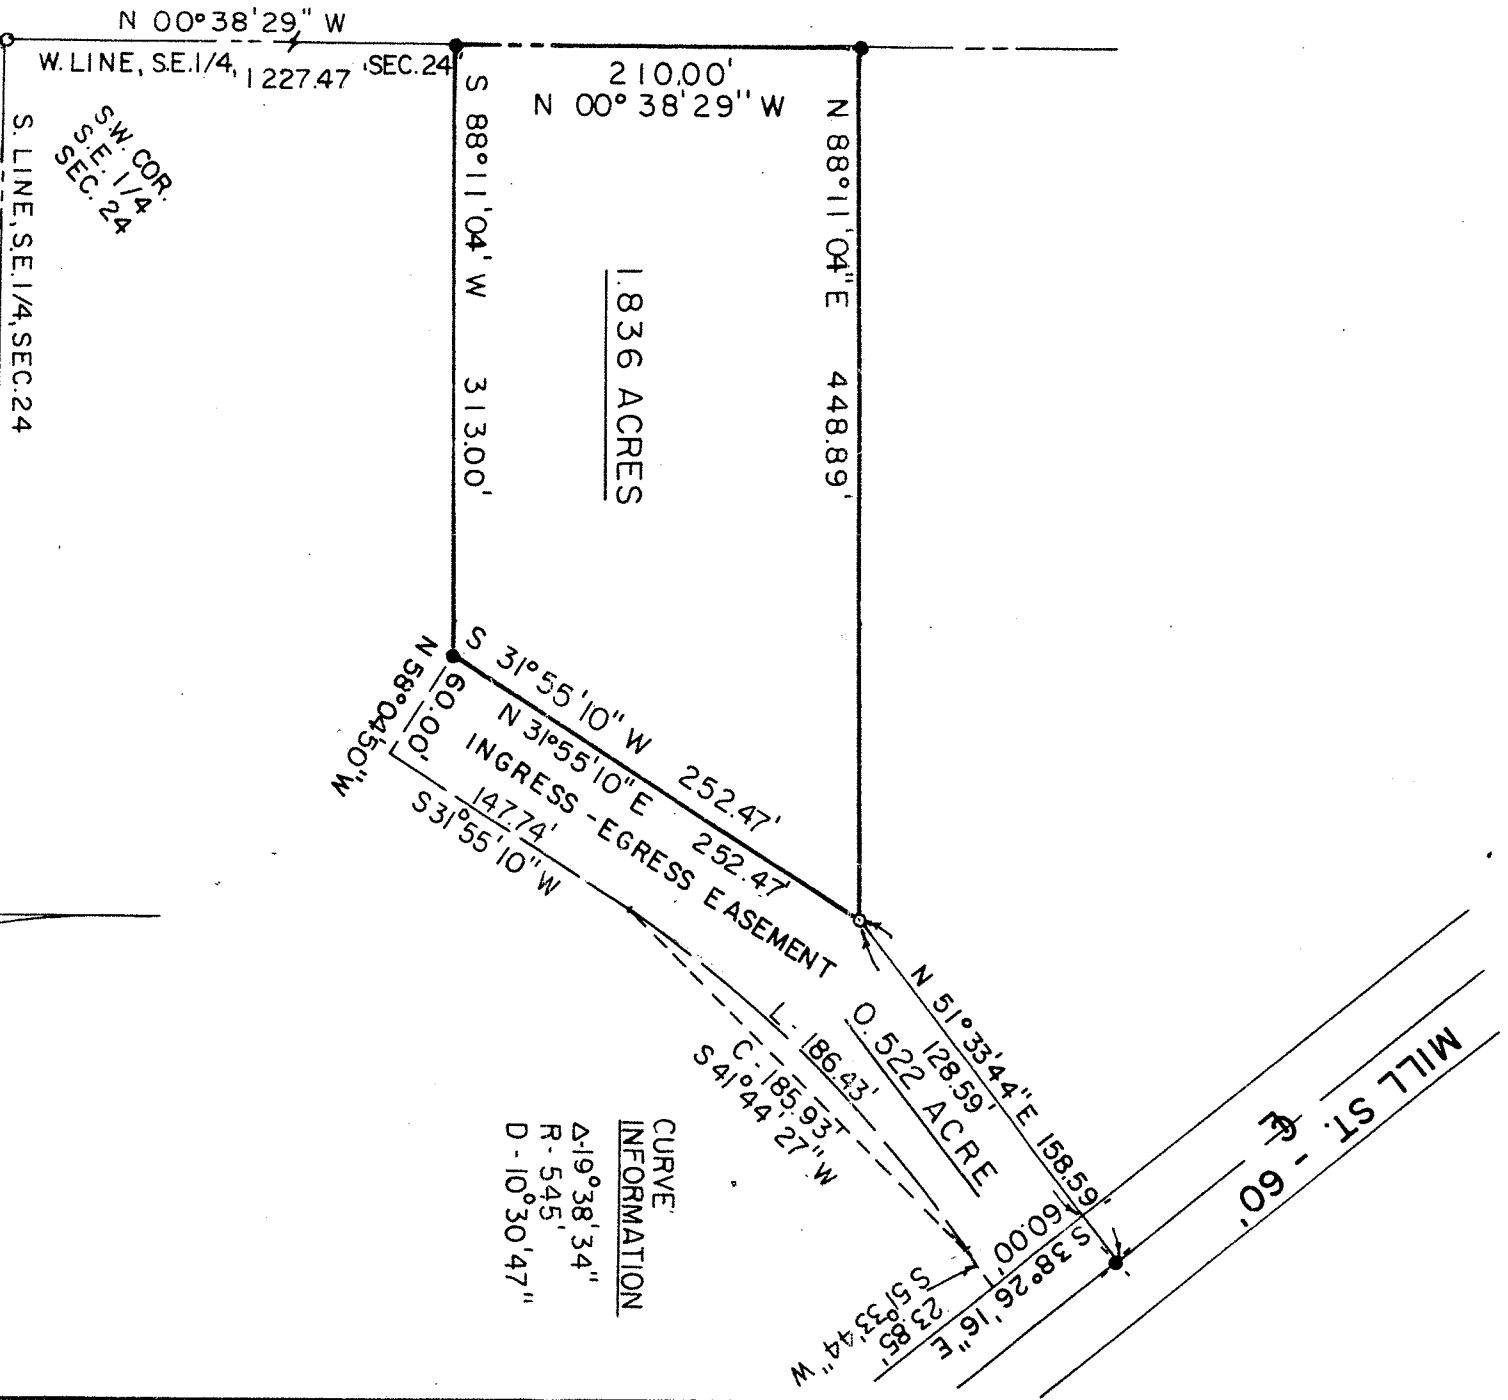 N 00°38'29" W
W. LINE, S.E.1/4, 1227.47' SEC.24
210.00'
N 00°38'29" W
S.W. COR.
S.E. 1/4
SEC. 24
S. LINE, S.E. 1/4, SEC. 24
S 88°11'04" W 313.00'
N 88°11'04" E 448.89'
1.836 ACRES
S 31°55'10" W 252.47'
N 31°55'10" E 252.47'
INGRESS - EGRESS EASEMENT
60.00'
N 58°04'50" W
147.74'
S 31°55'10" W
N 51°33'44" E 158.59'
128.59'
0.522 ACRE
L - 186.43'
C - 185.93'
S 41°44'27" W
60.00'
S 38°26'16" E
23.85'
S 51°33'44" W
MILL ST. - 60'
℄
CURVE
INFORMATION
Δ-19°38'34"
R - 545'
D - 10°30'47"